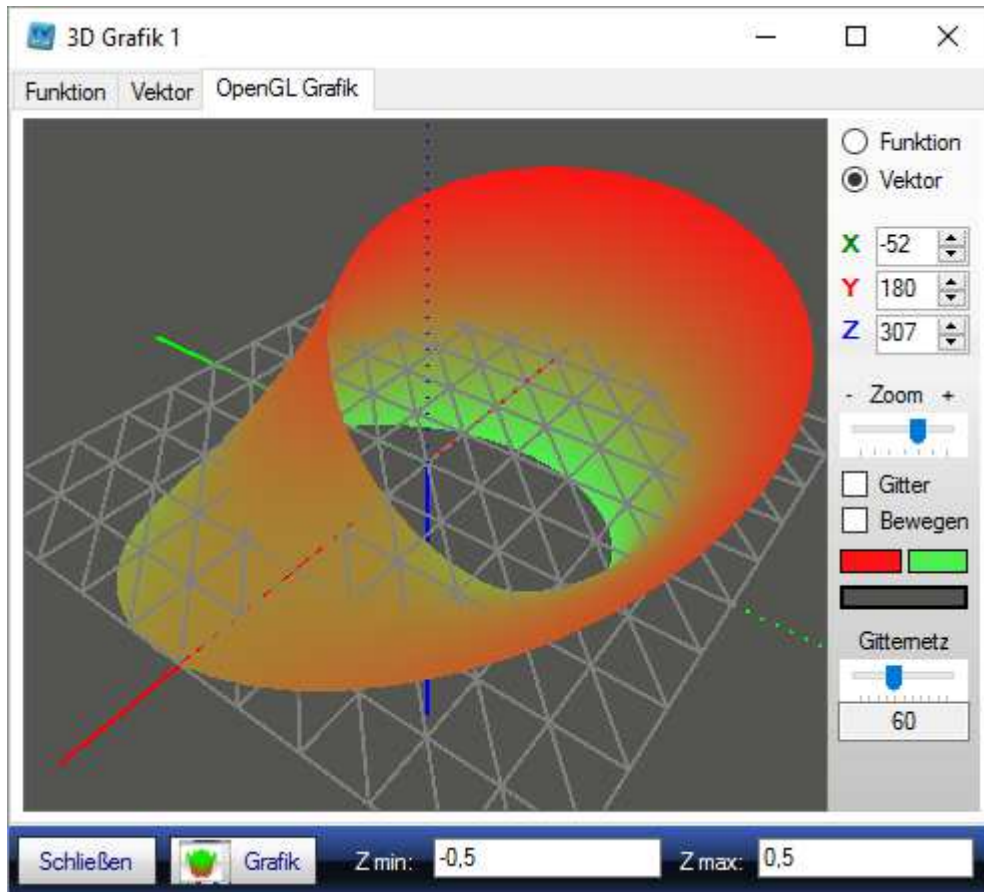 3D Grafik 1
Funktion Vektor OpenGL Grafik
Funktion
Vektor
X -52
Y 180
Z 307
- Zoom +
Gitter
Bewegen
Gitternetz
60
Schließen Grafik Z min: -0,5 Z max: 0,5